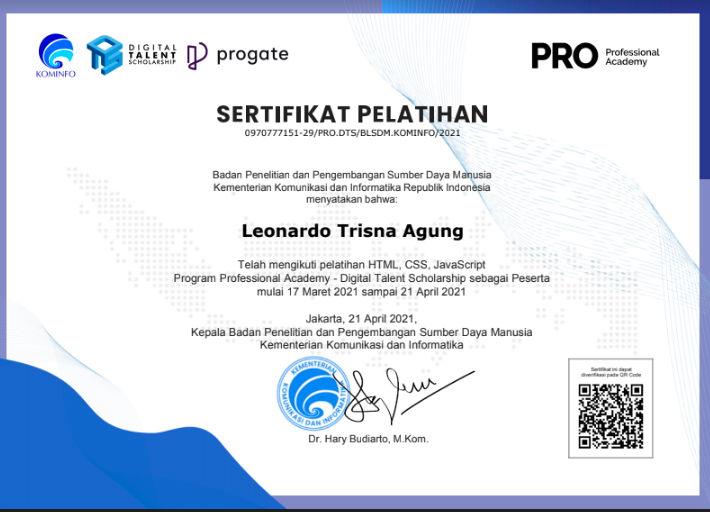 KOMINFO
DIGITAL
TALENT
SCHOLARSHIP
progate
PRO Professional
Academy
SERTIFIKAT PELATIHAN
0970777151-29/PRO.DTS/BLSDM.KOMINFO/2021
Badan Penelitian dan Pengembangan Sumber Daya Manusia
Kementerian Komunikasi dan Informatika Republik Indonesia
menyatakan bahwa:
Leonardo Trisna Agung
Telah mengikuti pelatihan HTML, CSS, JavaScript
Program Professional Academy - Digital Talent Scholarship sebagai Peserta
mulai 17 Maret 2021 sampai 21 April 2021
Jakarta, 21 April 2021,
Kepala Badan Penelitian dan Pengembangan Sumber Daya Manusia
Kementerian Komunikasi dan Informatika
KEMENTERIAN
KOMUNIKASI DAN INFORMATIKA
Dr. Hary Budiarto, M.Kom.
Sertifikat ini dapat
diverifikasi pada QR Code